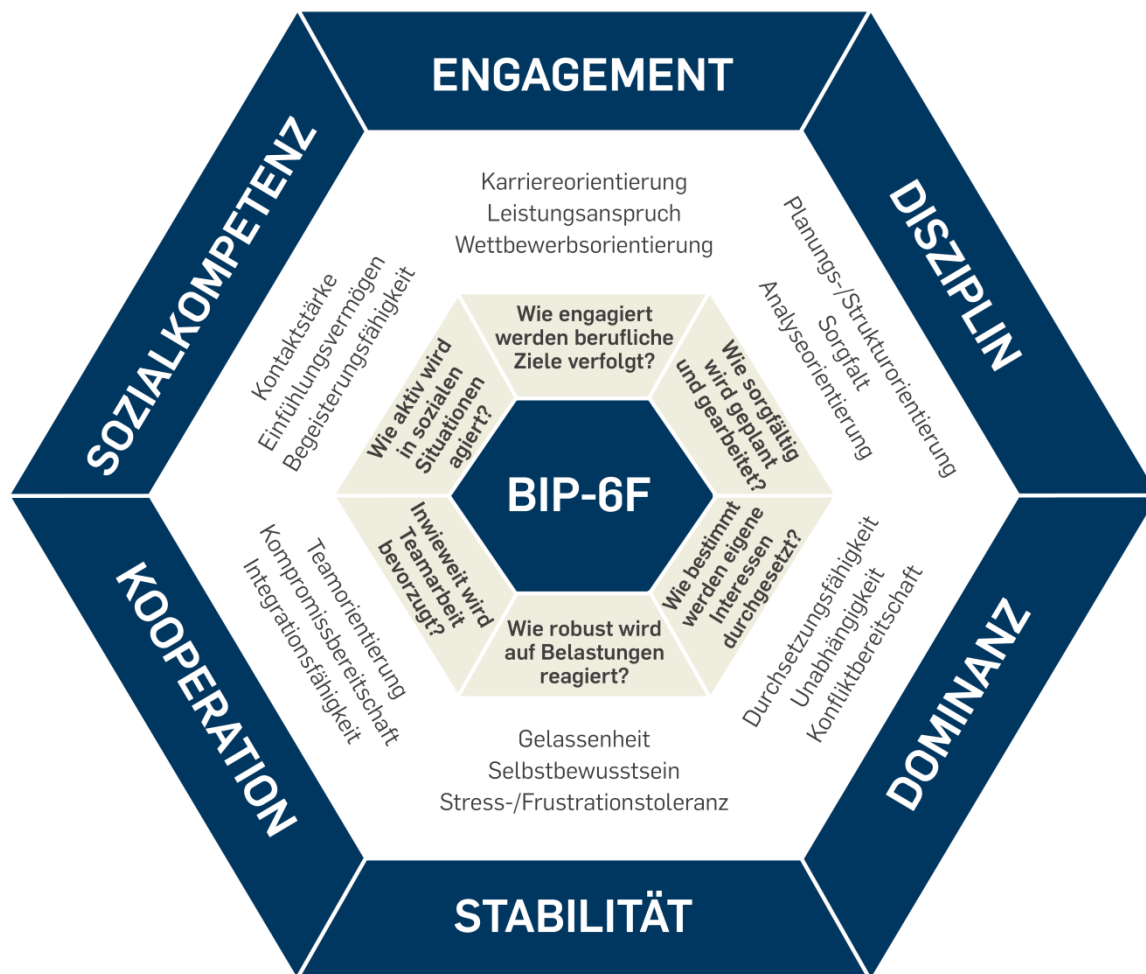 ENGAGEMENT
Karriereorientierung
Leistungsanspruch
Wettbewerbsorientierung
Wie engagiert
werden berufliche
Ziele verfolgt?
DISZIPLIN
Planungs-/Strukturorientierung
Sorgfalt
Analyseorientierung
Wie sorgfältig
wird geplant
und gearbeitet?
DOMINANZ
Durchsetzungsfähigkeit
Unabhängigkeit
Konfliktbereitschaft
Wie bestimmt
werden eigene
Interessen
durchgesetzt?
STABILITÄT
Gelassenheit
Selbstbewusstsein
Stress-/Frustrationstoleranz
Wie robust wird
auf Belastungen
reagiert?
KOOPERATION
Teamorientierung
Kompromissbereitschaft
Integrationsfähigkeit
Inwieweit wird
Teamarbeit
bevorzugt?
SOZIALKOMPETENZ
Kontaktstärke
Einfühlungsvermögen
Begeisterungsfähigkeit
Wie aktiv wird
in sozialen
Situationen
agiert?
BIP-6F